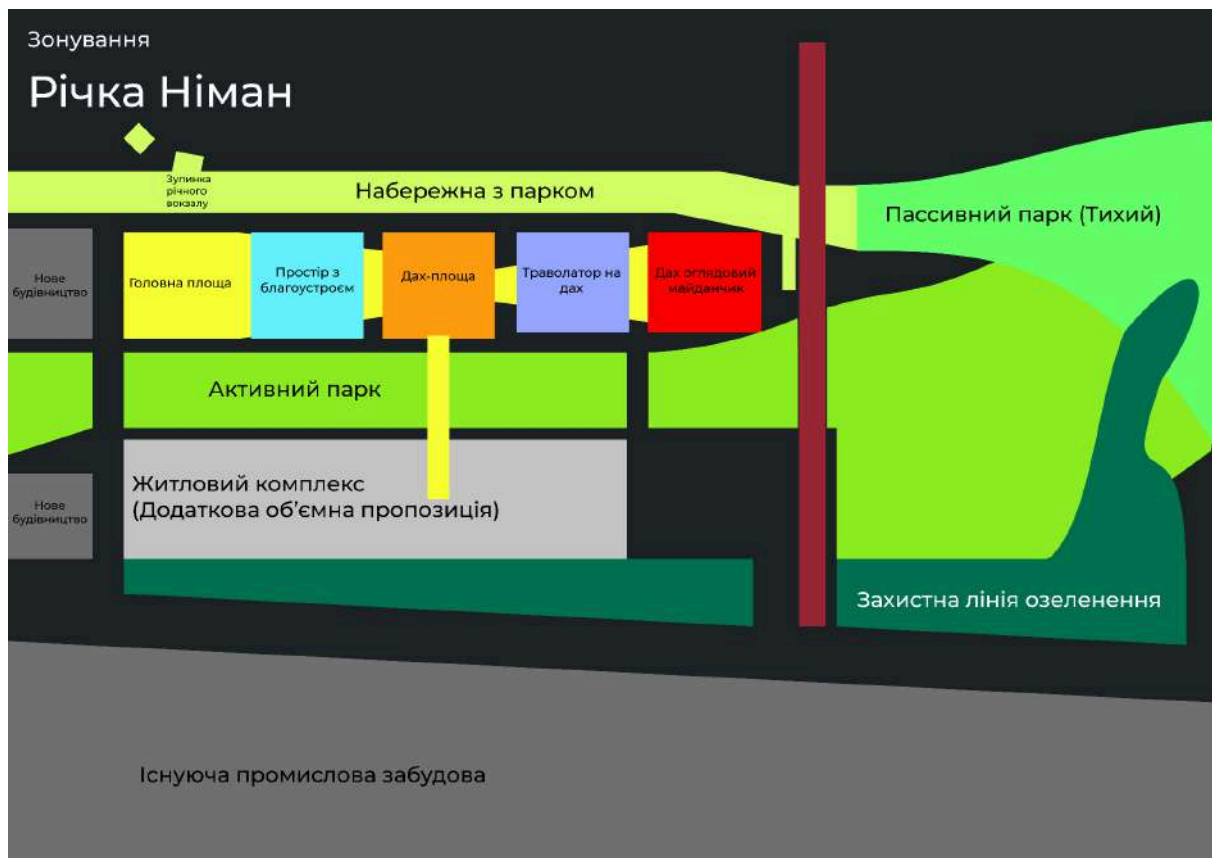 Зонування
Річка Німан
Зупинка
річного
вокзалу
Набережна з парком
Пассивний парк (Тихий)
Нове
будівництво
Головна площа
Простір з
благоустроєм
Дах-площа
Траволатор на
дах
Дах оглядовий
майданчик
Активний парк
Житловий комплекс
(Додаткова об’ємна пропозиція)
Нове
будівництво
Захистна лінія озеленення
Існуюча промислова забудова